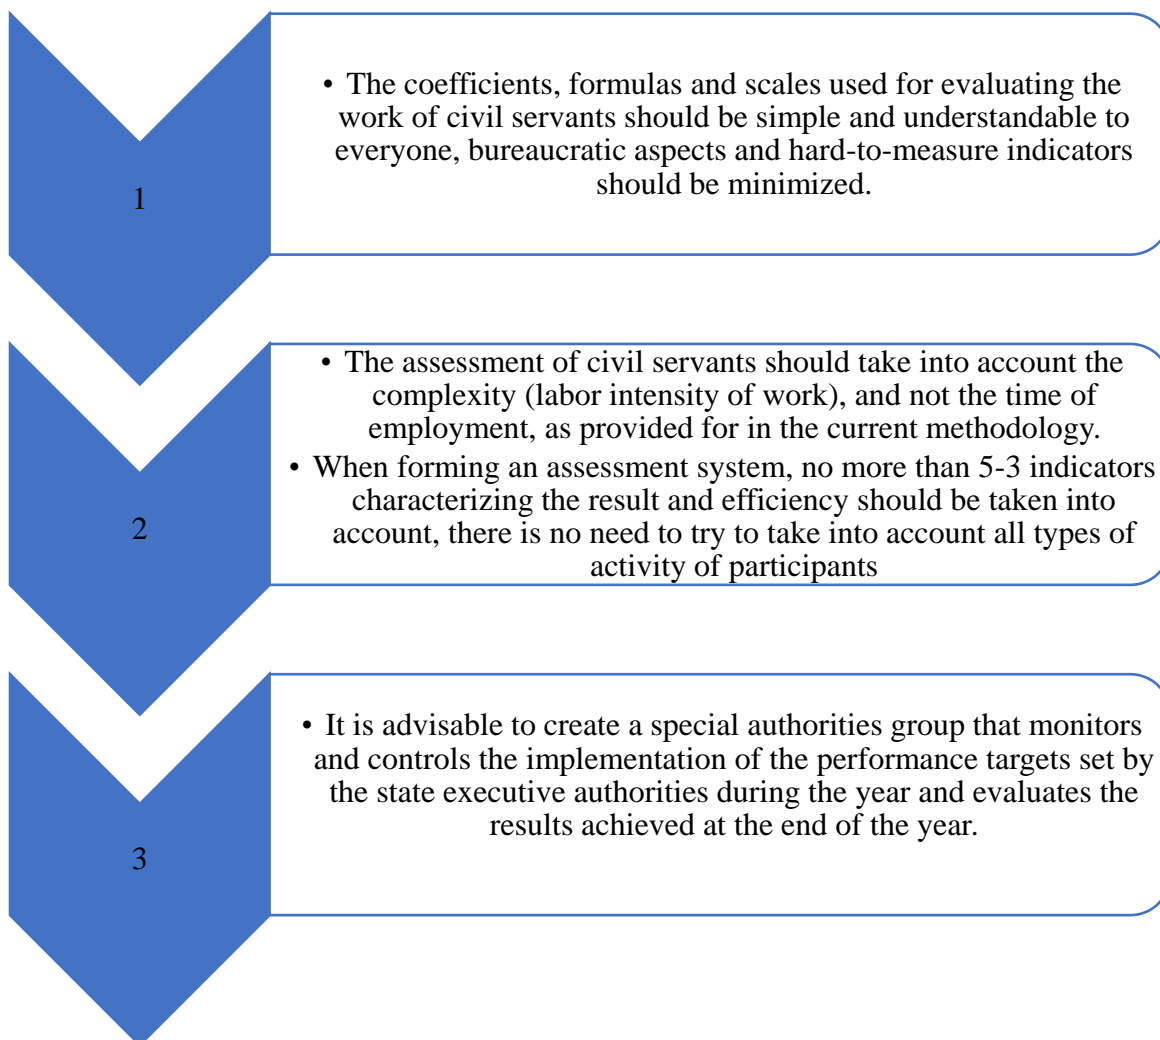 1
• The coefficients, formulas and scales used for evaluating the
work of civil servants should be simple and understandable to
everyone, bureaucratic aspects and hard-to-measure indicators
should be minimized.
2
• The assessment of civil servants should take into account the
complexity (labor intensity of work), and not the time of
employment, as provided for in the current methodology.
• When forming an assessment system, no more than 5-3 indicators
characterizing the result and efficiency should be taken into
account, there is no need to try to take into account all types of
activity of participants
3
• It is advisable to create a special authorities group that monitors
and controls the implementation of the performance targets set by
the state executive authorities during the year and evaluates the
results achieved at the end of the year.